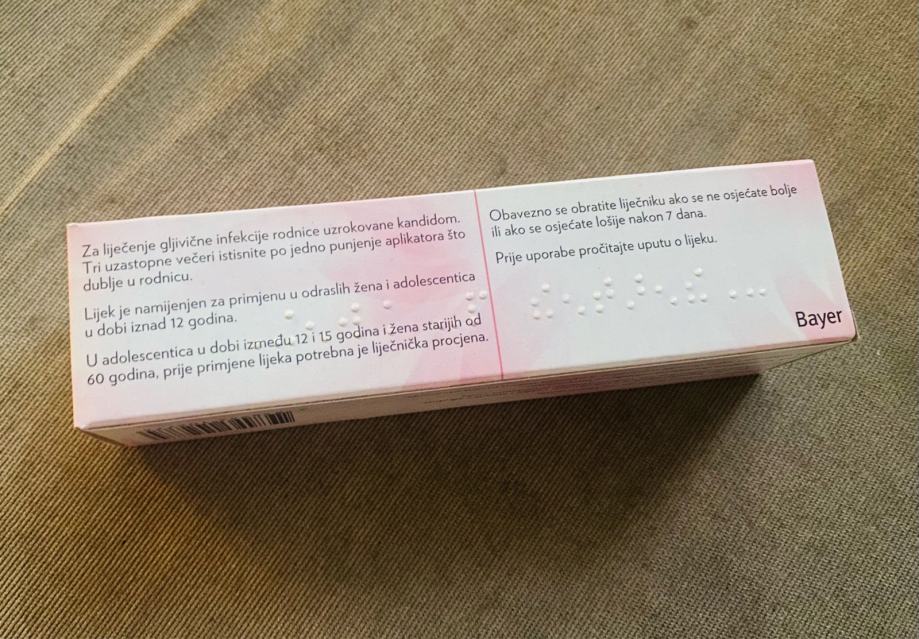 Za liječenje gljivične infekcije rodnice uzrokovane kandidom.
Tri uzastopne večeri istisnite po jedno punjenje aplikatora što
dublje u rodnicu.
Lijek je namijenjen za primjenu u odraslih žena i adolescentica
u dobi iznad 12 godina.
U adolescentica u dobi između 12 i 15 godina i žena starijih od
60 godina, prije primjene lijeka potrebna je liječnička procjena.
Obavezno se obratite liječniku ako se ne osjećate bolje
ili ako se osjećate lošije nakon 7 dana.
Prije uporabe pročitajte uputu o lijeku.
Bayer